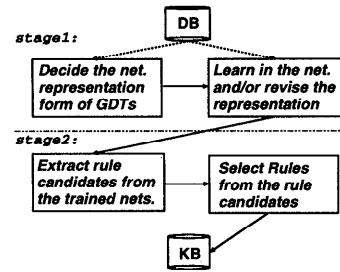 DB
stage1:
Decide the net.
representation
form of GDTs
Learn in the net.
and/or revise the
representation
stage2:
Extract rule
candidates from
the trained nets.
Select Rules
from the rule
candidates
KB